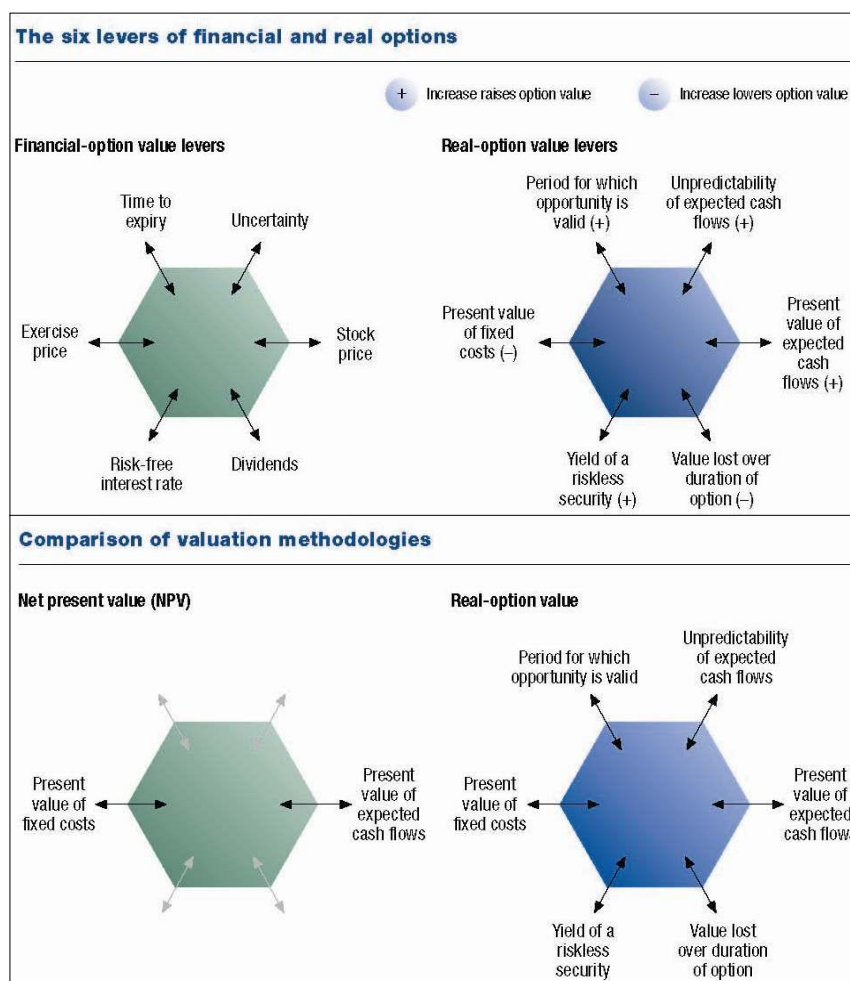 The six levers of financial and real options
+ Increase raises option value
– Increase lowers option value
Financial-option value levers
Time to
expiry
Uncertainty
Exercise
price
Stock
price
Risk-free
interest rate
Dividends
Real-option value levers
Period for which
opportunity is
valid (+)
Unpredictability
of expected cash
flows (+)
Present value
of fixed
costs (–)
Present
value of
expected
cash
flows (+)
Yield of a
riskless
security (+)
Value lost over
duration of
option (–)
Comparison of valuation methodologies
Net present value (NPV)
Present
value of
fixed costs
Present
value of
expected
cash flows
Real-option value
Period for which
opportunity is valid
Unpredictability
of expected
cash flows
Present
value of
fixed costs
Present
value of
expected
cash flows
Yield of a
riskless
security
Value lost
over duration
of option